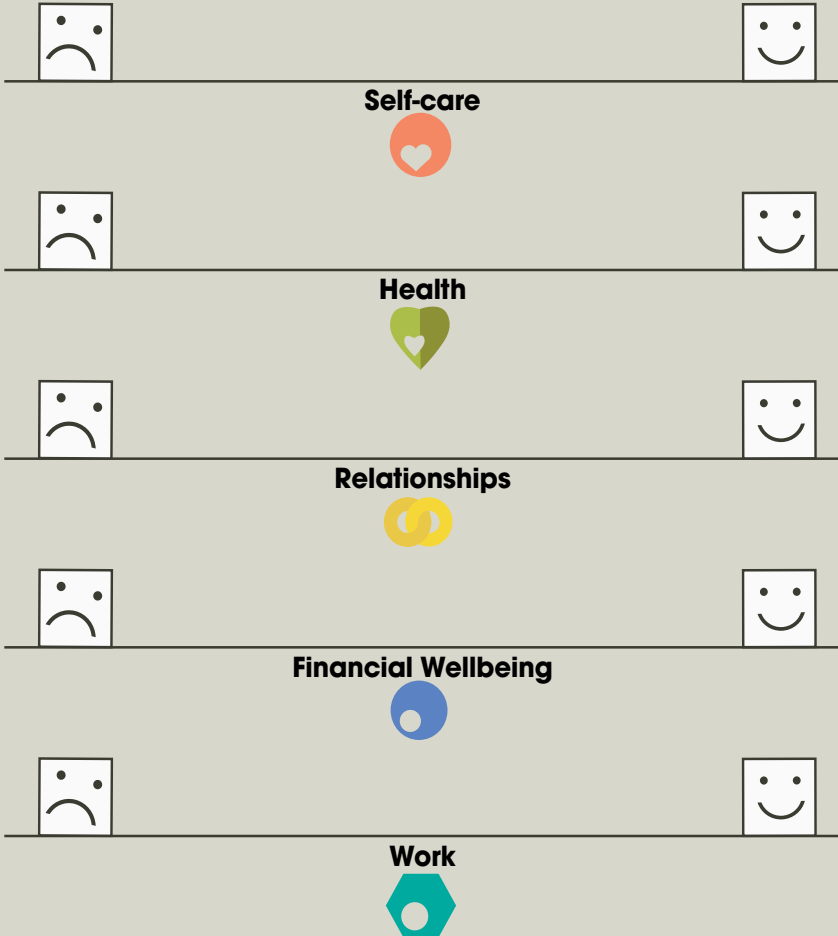 Self-care
Health
Relationships
Financial Wellbeing
Work